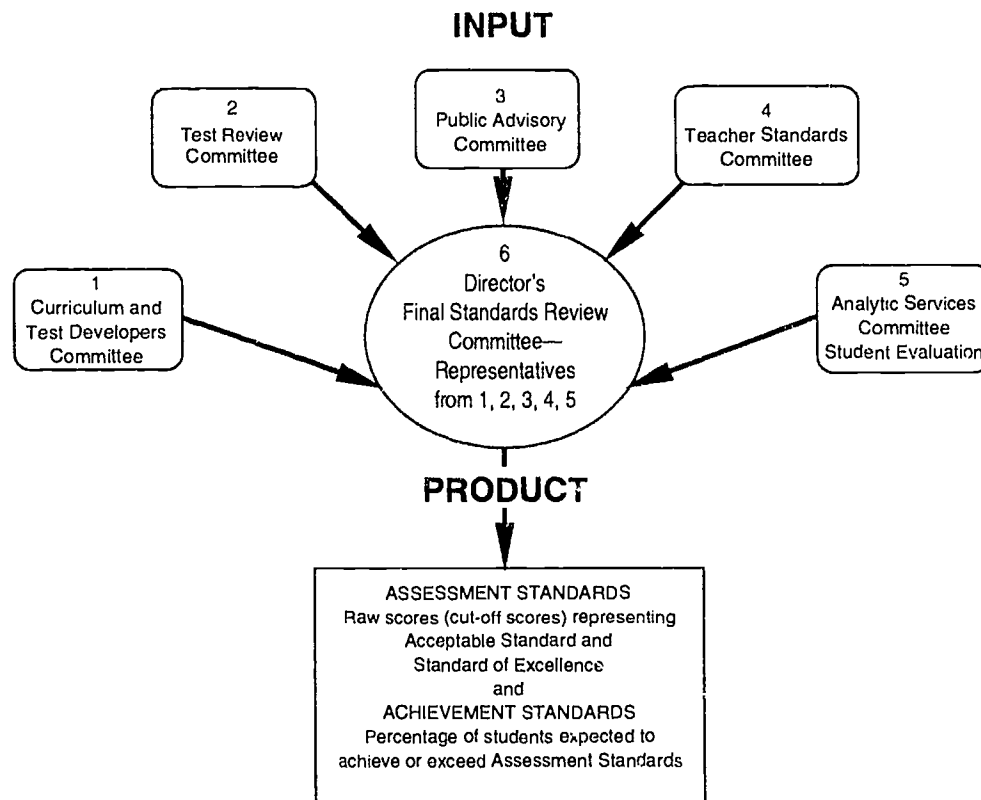 INPUT
1
Curriculum and
Test Developers
Committee
2
Test Review
Committee
3
Public Advisory
Committee
4
Teacher Standards
Committee
5
Analytic Services
Committee
Student Evaluation
6
Director's
Final Standards Review
Committee—
Representatives
from 1, 2, 3, 4, 5
PRODUCT
ASSESSMENT STANDARDS
Raw scores (cut-off scores) representing
Acceptable Standard and
Standard of Excellence
and
ACHIEVEMENT STANDARDS
Percentage of students expected to
achieve or exceed Assessment Standards